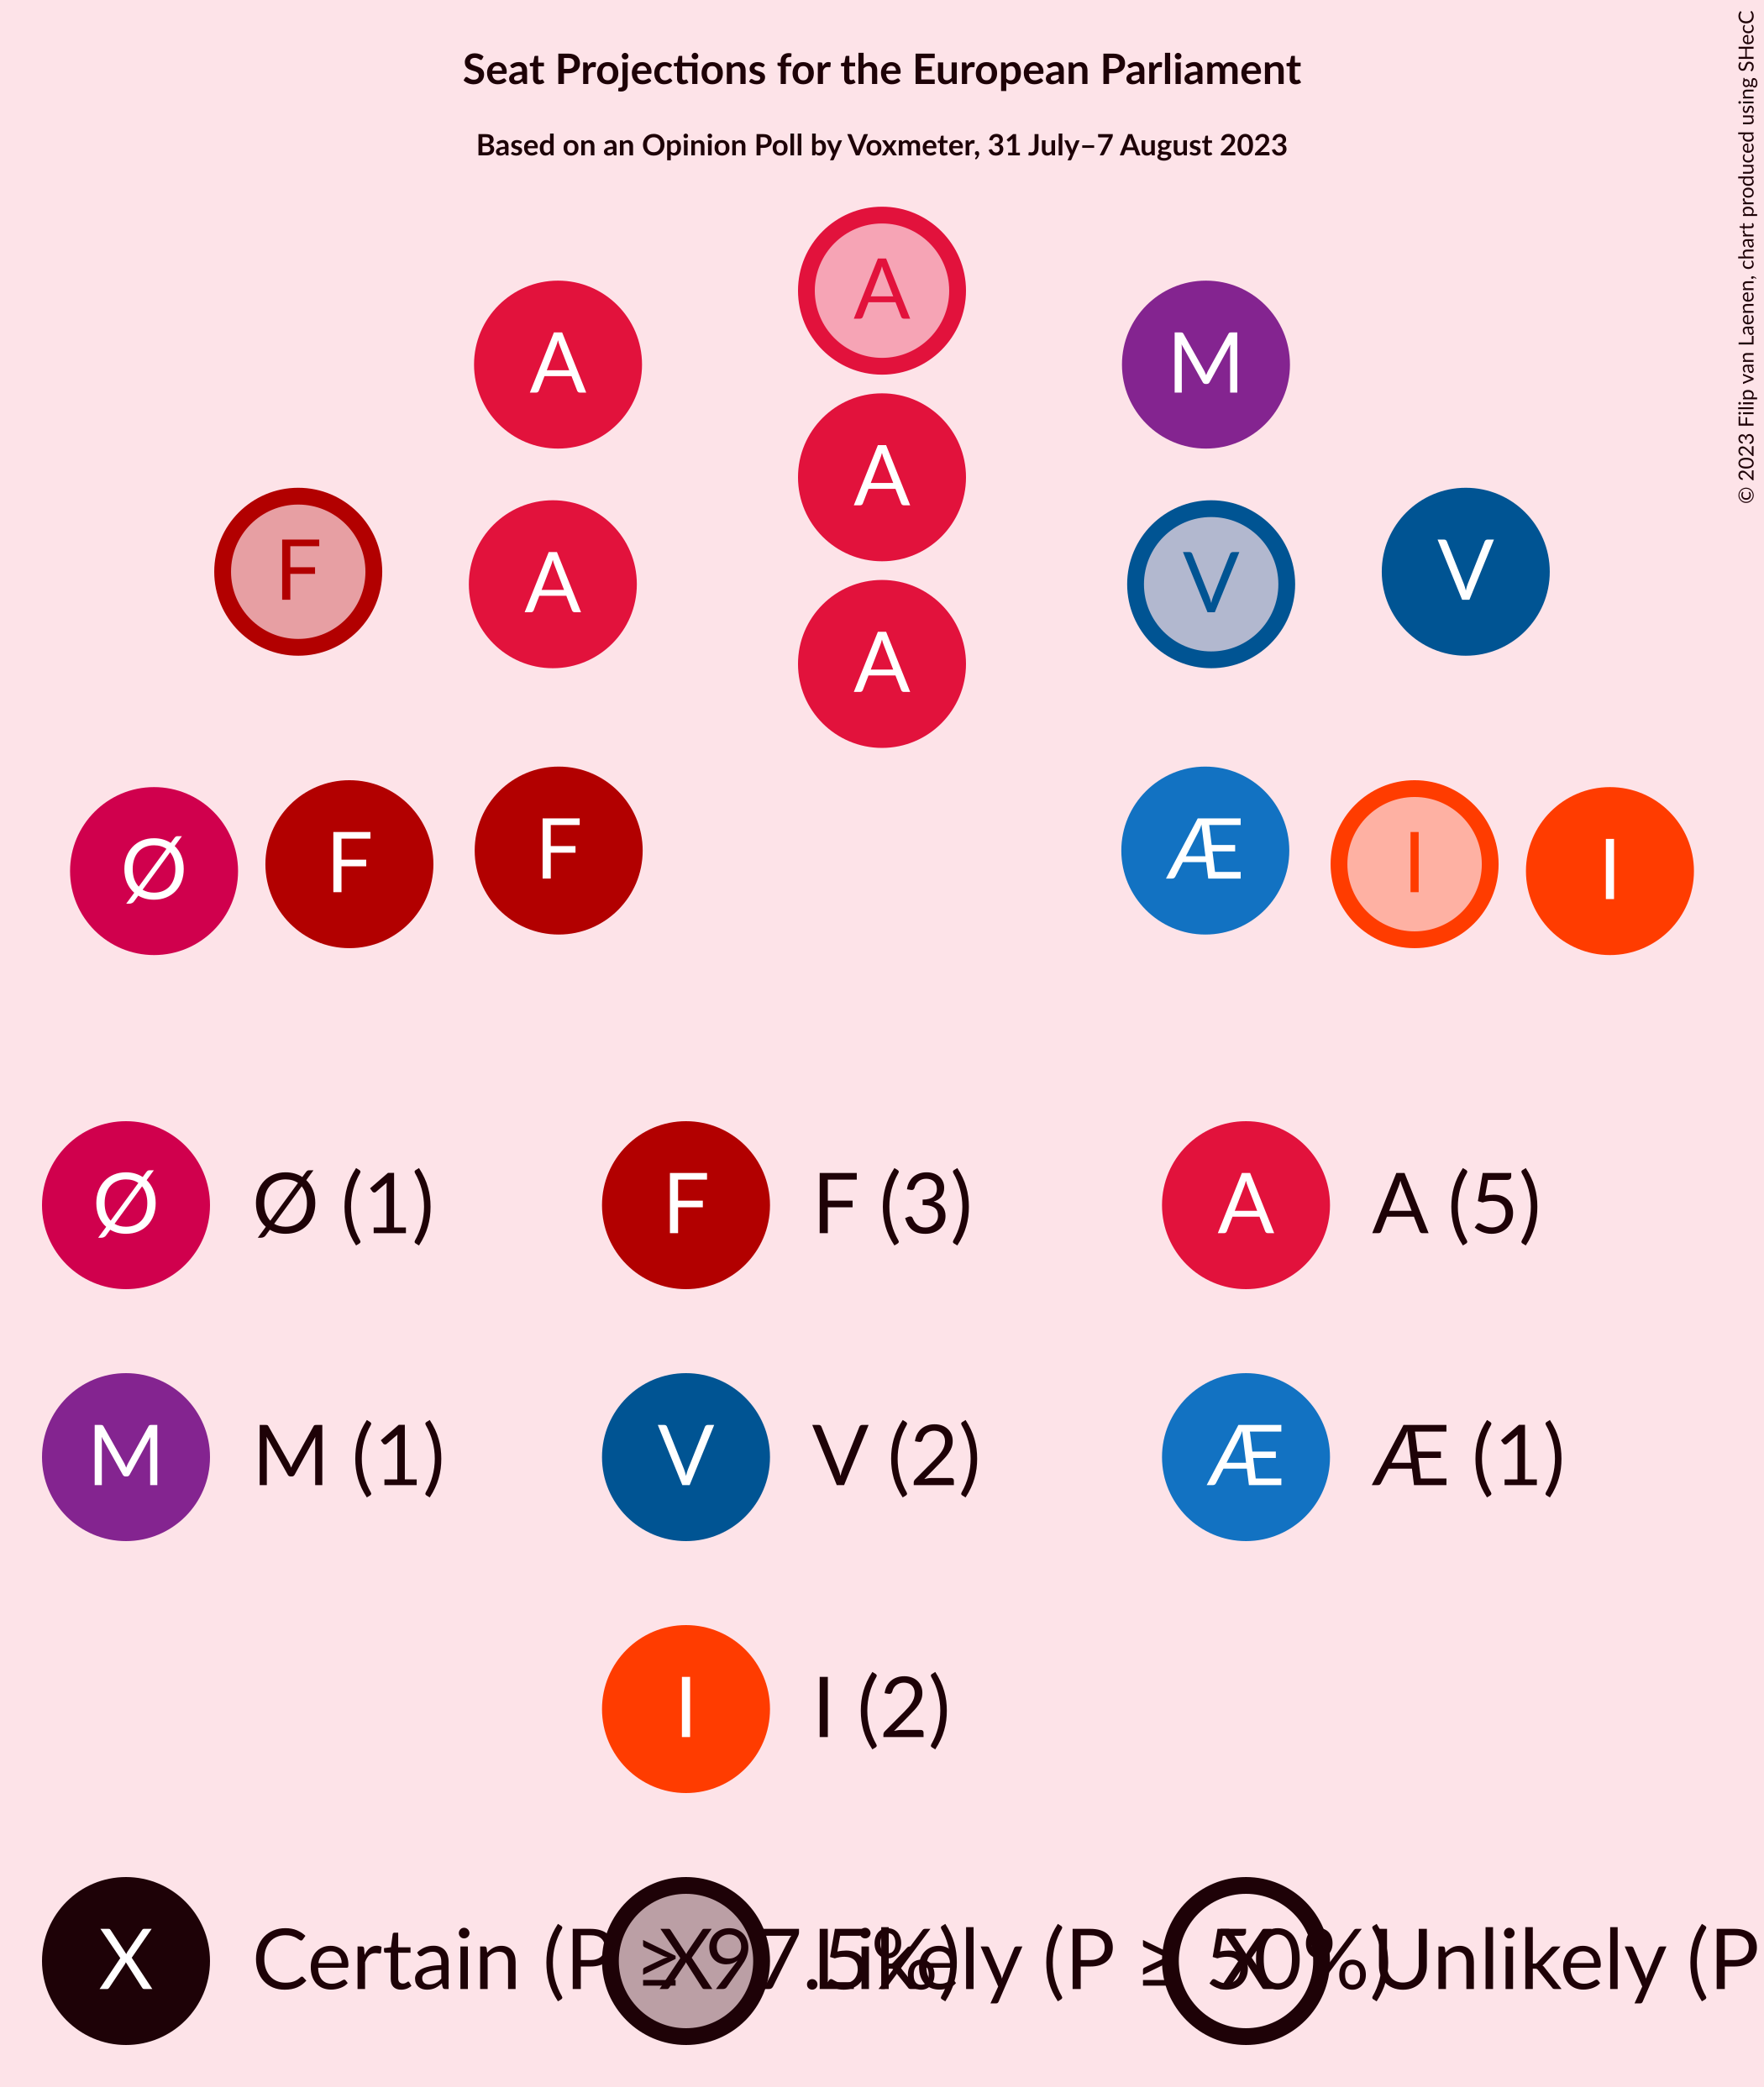 Seat Projections for the European Parliament
Based on an Opinion Poll by Voxmeter, 31 July–7 August 2023
© 2023 Filip van Laenen, chart produced using SHecC
A
A
M
A
F
A
V
V
A
Ø
F
F
Æ
I
I
Ø Ø (1)
F F (3)
A A (5)
M M (1)
V V (2)
Æ Æ (1)
I I (2)
X Certain (P ≥ 97.5%)
X Likely (P ≥ 50%)
X Unlikely (P